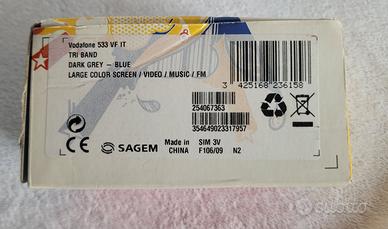 Vodafone 533 VF IT
TRI BAND
DARK GREY – BLUE
LARGE COLOR SCREEN / VIDEO / MUSIC / FM
3 425168 236158
254067363
354649023317957
CE SAGEM
Made in CHINA
SIM 3V
F106/09 N2
subito